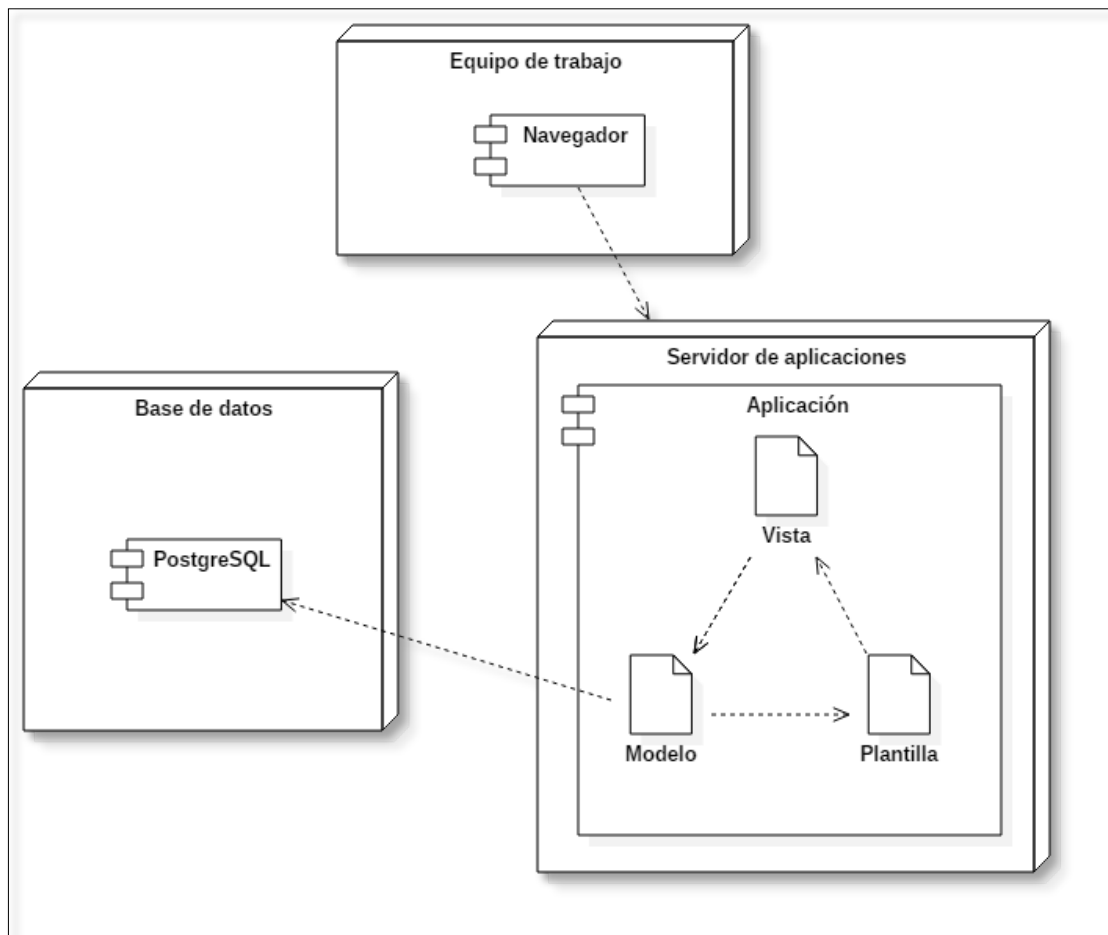 Equipo de trabajo
Navegador
Servidor de aplicaciones
Aplicación
Vista
Modelo
Plantilla
Base de datos
PostgreSQL